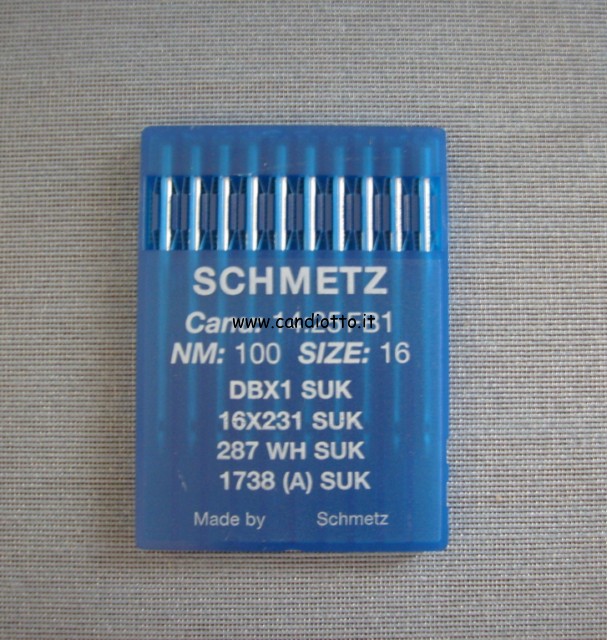 SCHMETZ
www.candiotto.it
NM: 100 SIZE: 16
DBX1 SUK
16X231 SUK
287 WH SUK
1738 (A) SUK
Made by Schmetz